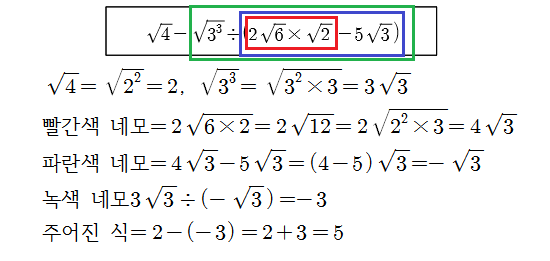 √4− √3³÷(2√6×√2−5√3)
√4= √2²=2, √3³= √3²×3=3√3
빨간색 네모=2√6×2=2√12=2√2²×3=4√3
파란색 네모=4√3−5√3=(4−5)√3=−√3
녹색 네모3√3÷(−√3)=−3
주어진 식=2−(−3)=2+3=5